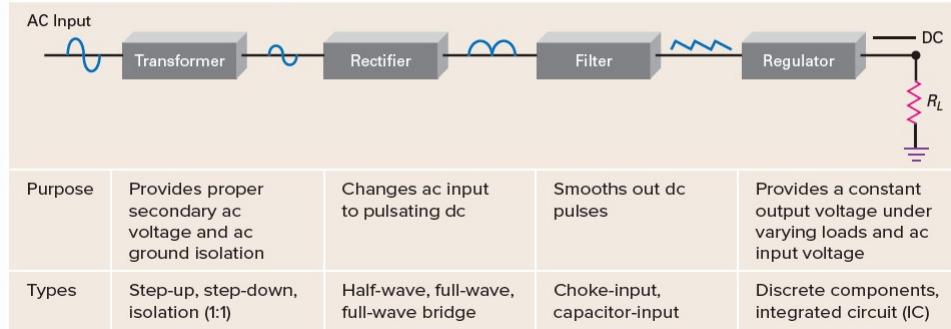 AC Input
DC
Transformer
Rectifier
Filter
Regulator
R_L
Purpose
Provides proper
secondary ac
voltage and ac
ground isolation
Changes ac input
to pulsating dc
Smooths out dc
pulses
Provides a constant
output voltage under
varying loads and ac
input voltage
Types
Step-up, step-down,
isolation (1:1)
Half-wave, full-wave,
full-wave bridge
Choke-input,
capacitor-input
Discrete components,
integrated circuit (IC)